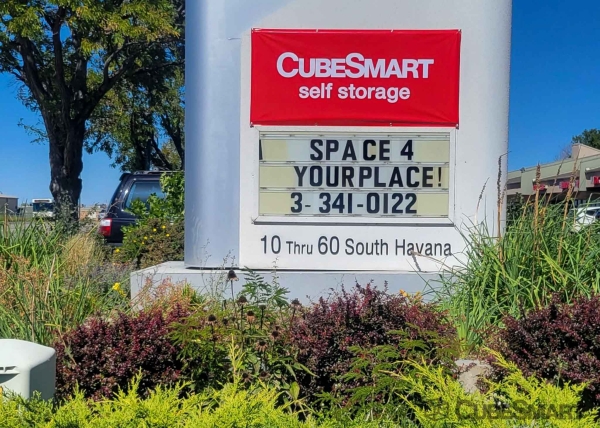 CUBESMART
self storage
SPACE 4
YOURPLACE!
3-341-0122
10 Thru 60 South Havana
CUBESMART